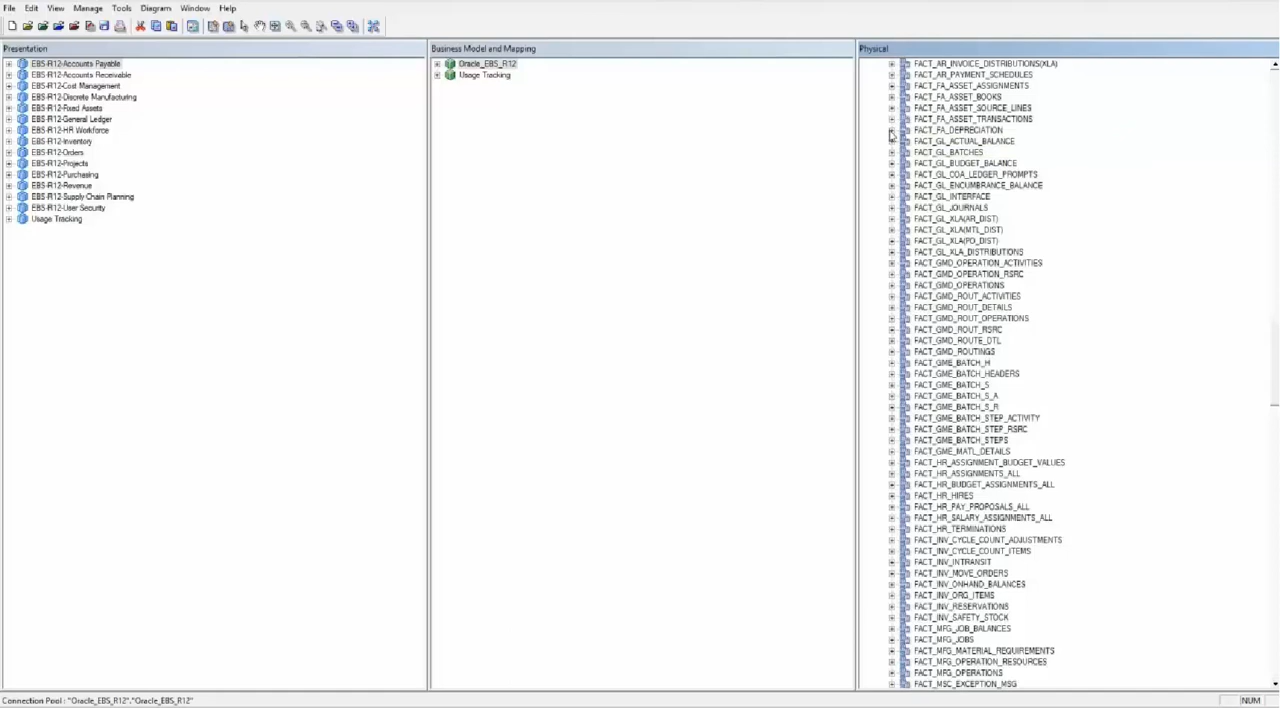 File Edit View Manage Tools Diagram Window Help
Presentation
EBS-R12-Accounts Payable
EBS-R12-Accounts Receivable
EBS-R12-Cost Management
EBS-R12-Discrete Manufacturing
EBS-R12-Fixed Assets
EBS-R12-General Ledger
EBS-R12-HR Workforce
EBS-R12-Inventory
EBS-R12-Orders
EBS-R12-Projects
EBS-R12-Purchasing
EBS-R12-Revenue
EBS-R12-Supply Chain Planning
EBS-R12-User Security
Usage Tracking
Business Model and Mapping
Oracle_EBS_R12
Usage Tracking
Physical
FACT_AR_INVOICE_DISTRIBUTIONS(XLA)
FACT_AR_PAYMENT_SCHEDULES
FACT_FA_ASSET_ASSIGNMENTS
FACT_FA_ASSET_BOOKS
FACT_FA_ASSET_SOURCE_LINES
FACT_FA_ASSET_TRANSACTIONS
FACT_FA_DEPRECIATION
FACT_GL_ACTUAL_BALANCE
FACT_GL_BATCHES
FACT_GL_BUDGET_BALANCE
FACT_GL_COA_LEDGER_PROMPTS
FACT_GL_ENCUMBRANCE_BALANCE
FACT_GL_INTERFACE
FACT_GL_JOURNALS
FACT_GL_XLA(AR_DIST)
FACT_GL_XLA(MTL_DIST)
FACT_GL_XLA(PO_DIST)
FACT_GL_XLA_DISTRIBUTIONS
FACT_GMD_OPERATION_ACTIVITIES
FACT_GMD_OPERATION_RSRC
FACT_GMD_OPERATIONS
FACT_GMD_ROUT_ACTIVITIES
FACT_GMD_ROUT_DETAILS
FACT_GMD_ROUT_OPERATIONS
FACT_GMD_ROUT_RSRC
FACT_GMD_ROUTE_DTL
FACT_GMD_ROUTINGS
FACT_GME_BATCH_H
FACT_GME_BATCH_HEADERS
FACT_GME_BATCH_S
FACT_GME_BATCH_S_A
FACT_GME_BATCH_S_R
FACT_GME_BATCH_STEP_ACTIVITY
FACT_GME_BATCH_STEP_RSRC
FACT_GME_BATCH_STEPS
FACT_GME_MATL_DETAILS
FACT_HR_ASSIGNMENT_BUDGET_VALUES
FACT_HR_ASSIGNMENTS_ALL
FACT_HR_BUDGET_ASSIGNMENTS_ALL
FACT_HR_HIRES
FACT_HR_PAY_PROPOSALS_ALL
FACT_HR_SALARY_ASSIGNMENTS_ALL
FACT_HR_TERMINATIONS
FACT_INV_CYCLE_COUNT_ADJUSTMENTS
FACT_INV_CYCLE_COUNT_ITEMS
FACT_INV_INTRANSIT
FACT_INV_MOVE_ORDERS
FACT_INV_ONHAND_BALANCES
FACT_INV_ORG_ITEMS
FACT_INV_RESERVATIONS
FACT_INV_SAFETY_STOCK
FACT_MFG_JOB_BALANCES
FACT_MFG_JOBS
FACT_MFG_MATERIAL_REQUIREMENTS
FACT_MFG_OPERATION_RESOURCES
FACT_MFG_OPERATIONS
FACT_MSC_EXCEPTION_MSG
Connection Pool : "Oracle_EBS_R12"."Oracle_EBS_R12"
NUM